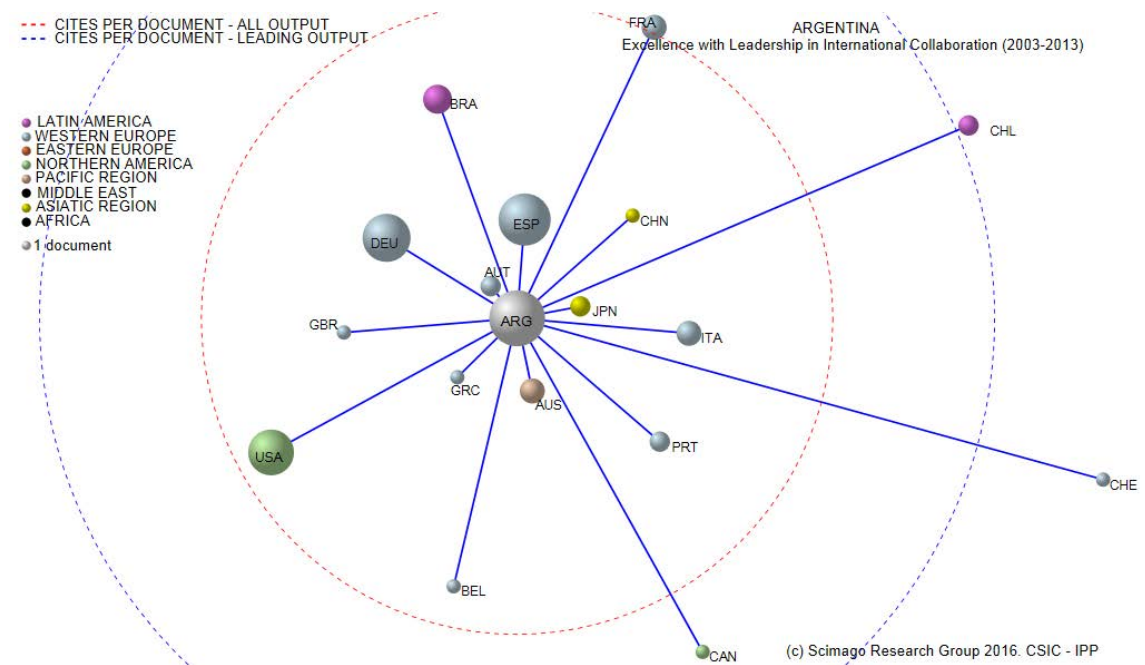 CITES PER DOCUMENT - ALL OUTPUT
CITES PER DOCUMENT - LEADING OUTPUT
ARGENTINA
Excellence with Leadership in International Collaboration (2003-2013)
LATIN AMERICA
WESTERN EUROPE
EASTERN EUROPE
NORTHERN AMERICA
PACIFIC REGION
MIDDLE EAST
ASIATIC REGION
AFRICA
1 document
FRA
BRA
CHL
ESP
CHN
DEU
AUT
JPN
ARG
GBR
ITA
GRC
AUS
PRT
USA
CHE
BEL
CAN
(c) Scimago Research Group 2016. CSIC - IPP